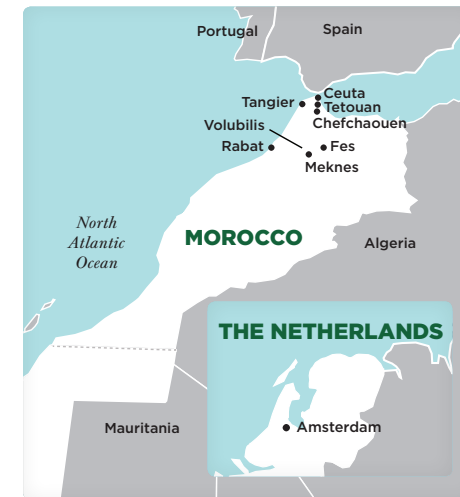 Portugal
Spain
Ceuta
Tangier
Tetouan
Chefchaouen
Volubilis
Rabat
Fes
Meknes
North
Atlantic
Ocean
MOROCCO
Algeria
THE NETHERLANDS
Mauritania
Amsterdam